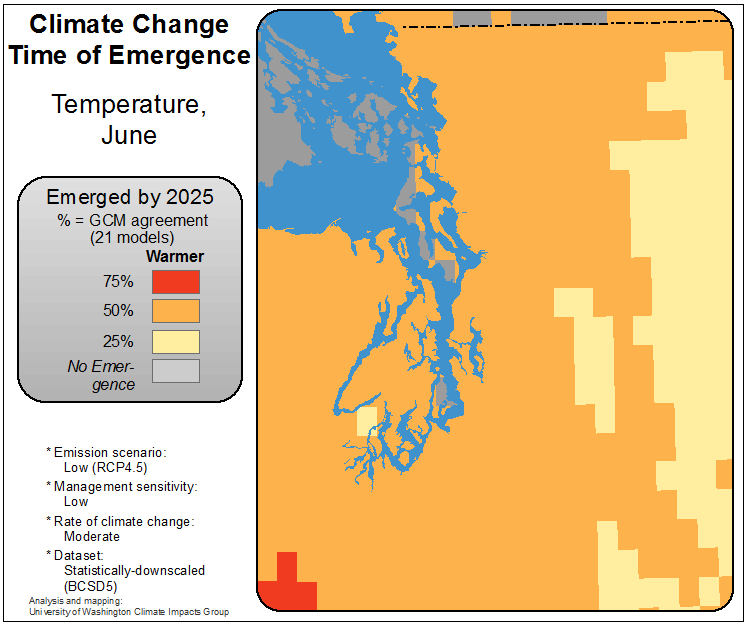 Climate Change
Time of Emergence
Temperature,
June
Emerged by 2025
% = GCM agreement
(21 models)
Warmer
75%
50%
25%
No Emer-
gence
* Emission scenario:
Low (RCP4.5)
* Management sensitivity:
Low
* Rate of climate change:
Moderate
* Dataset:
Statistically-downscaled
(BCSD5)
Analysis and mapping:
University of Washington Climate Impacts Group